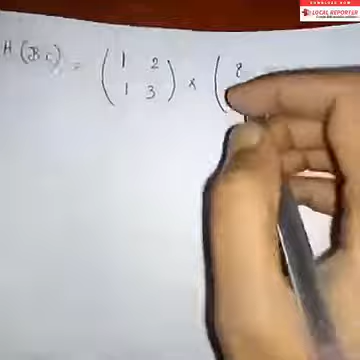 LOCAL REPORTER
A (BC) = ( 1 2 ) × ( 8
( 1 3 )